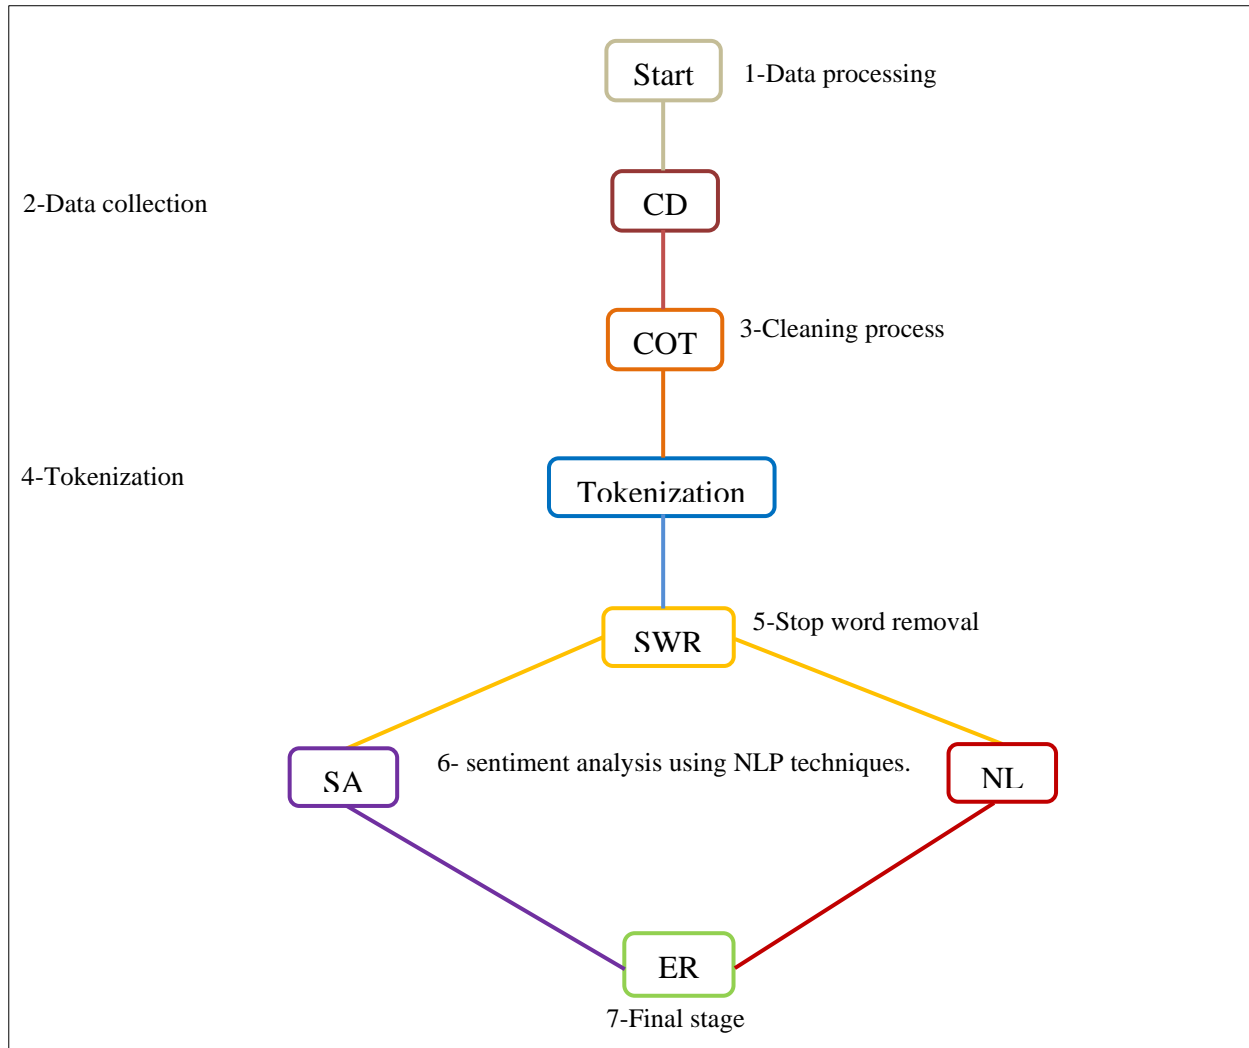 Start
1-Data processing
2-Data collection
CD
COT
3-Cleaning process
4-Tokenization
Tokenization
SWR
5-Stop word removal
SA
6- sentiment analysis using NLP techniques.
NL
ER
7-Final stage